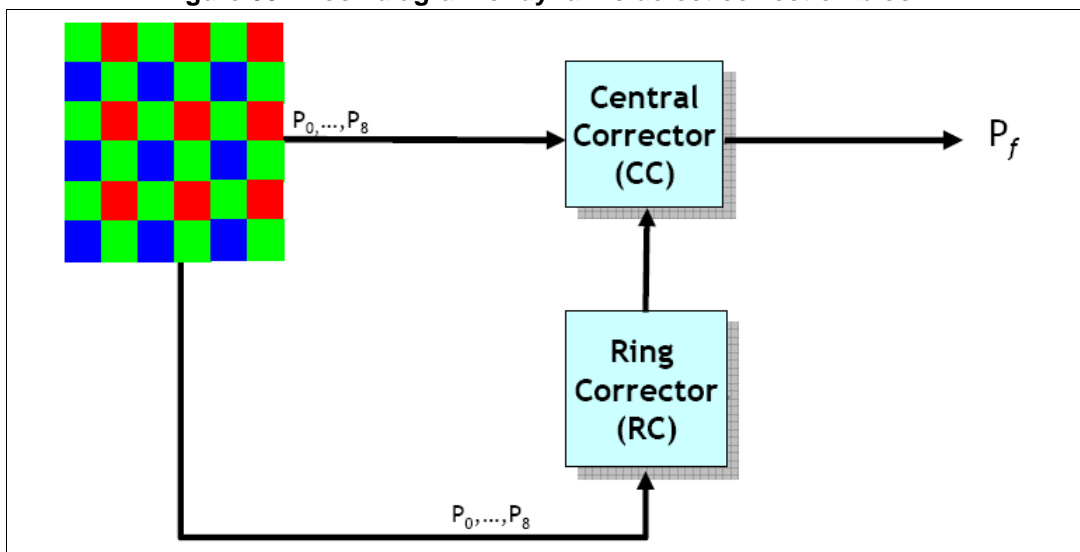 P0,...,P8
Central
Corrector
(CC)
Pf
Ring
Corrector
(RC)
P0,...,P8